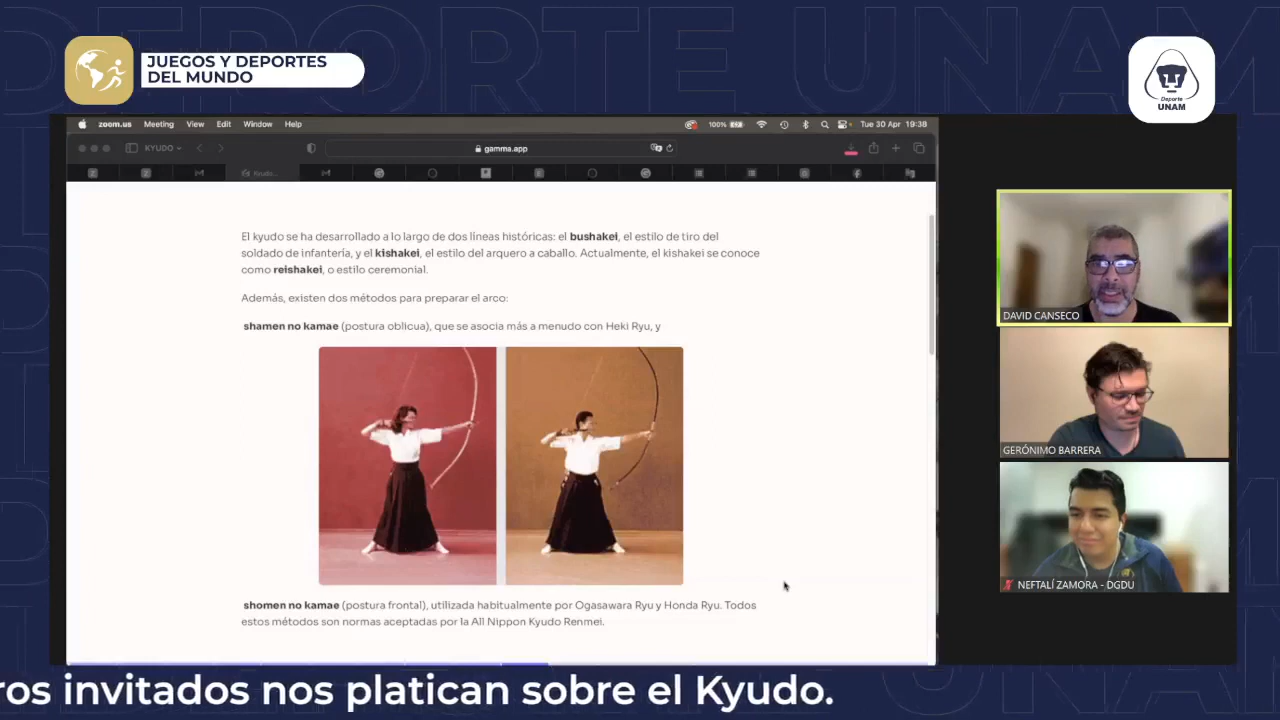 DEPORTE UNAM
JUEGOS Y DEPORTES
DEL MUNDO
Deporte
UNAM
zoom.us Meeting View Edit Window Help
100% Tue 30 Apr 19:38
KYUDO
gamma.app
Kyudo...
El kyudo se ha desarrollado a lo largo de dos líneas históricas: el bushakei, el estilo de tiro del
soldado de infantería, y el kishakei, el estilo del arquero a caballo. Actualmente, el kishakei se conoce
como reishakei, o estilo ceremonial.
Además, existen dos métodos para preparar el arco:
shamen no kamae (postura oblicua), que se asocia más a menudo con Heki Ryu, y
shomen no kamae (postura frontal), utilizada habitualmente por Ogasawara Ryu y Honda Ryu. Todos
estos métodos son normas aceptadas por la All Nippon Kyudo Renmei.
DAVID CANSECO
GERÓNIMO BARRERA
NEFTALÍ ZAMORA - DGDU
ros invitados nos platican sobre el Kyudo.